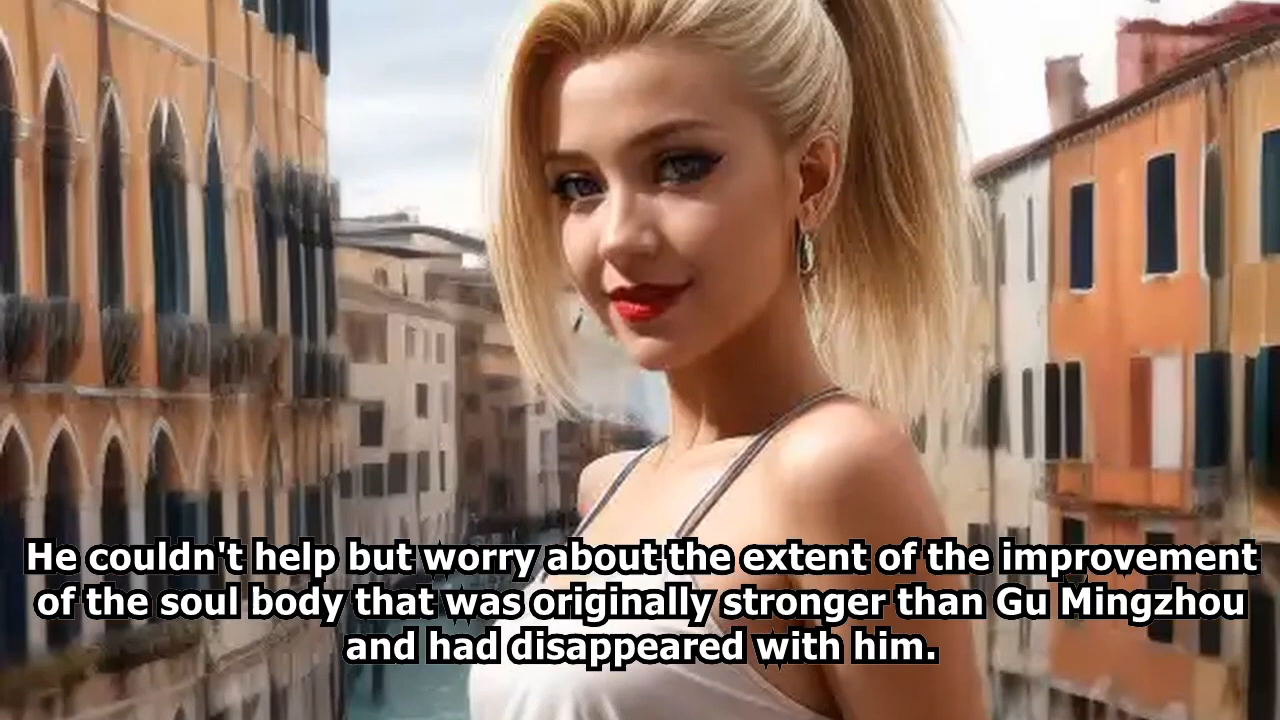 He couldn't help but worry about the extent of the improvement
of the soul body that was originally stronger than Gu Mingzhou
and had disappeared with him.